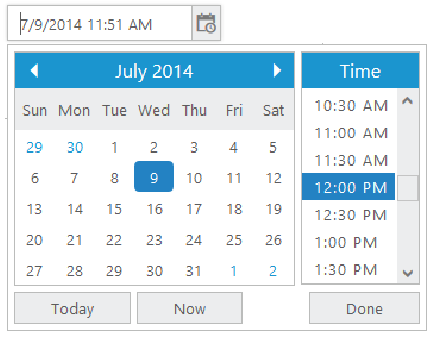 7/9/2014 11:51 AM
July 2014
Time
Sun Mon Tue Wed Thu Fri Sat
29 30 1 2 3 4 5
6 7 8 9 10 11 12
13 14 15 16 17 18 19
20 21 22 23 24 25 26
27 28 29 30 31 1 2
10:30 AM
11:00 AM
11:30 AM
12:00 PM
12:30 PM
1:00 PM
1:30 PM
Today Now Done